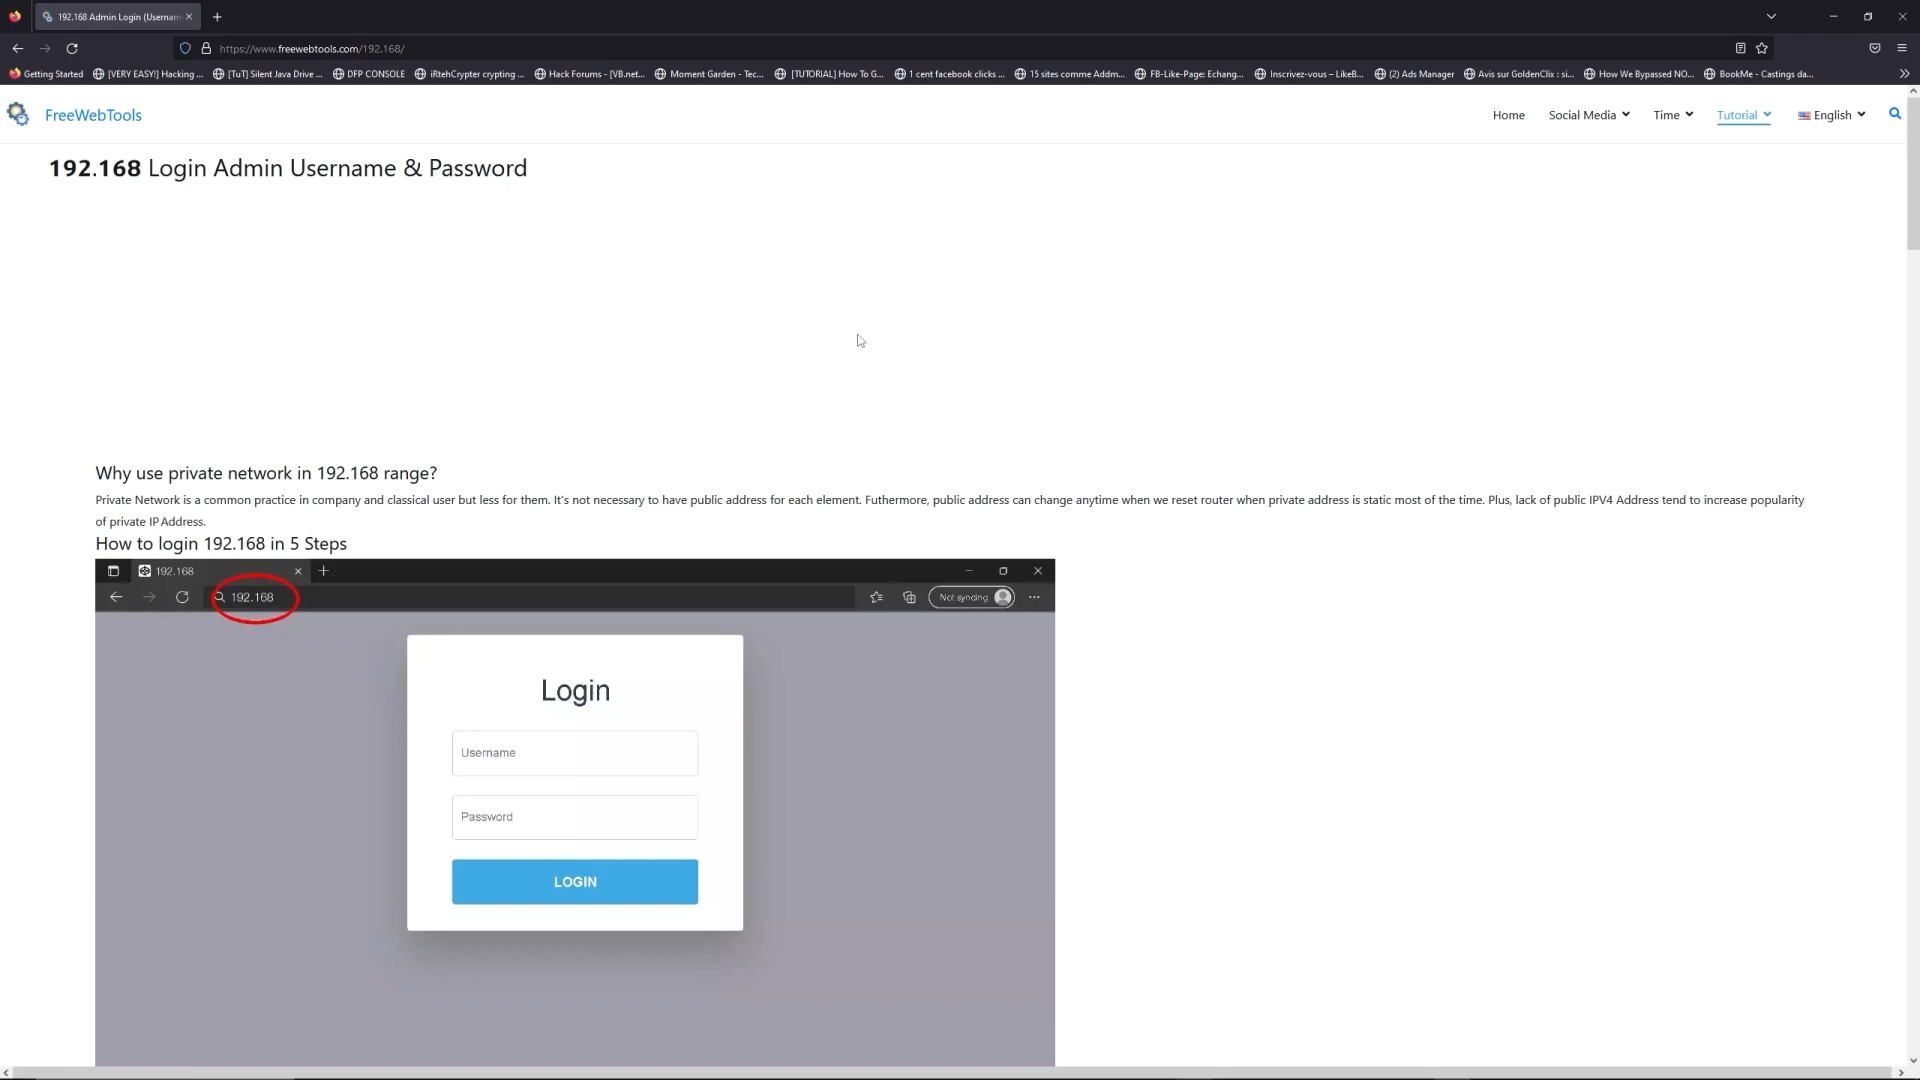 192.168 Admin Login (Usernam
https://www.freewebtools.com/192.168/
Getting Started
[VERY EASY!] Hacking ...
[TuT] Silent Java Drive ...
DFP CONSOLE
iRtehCrypter crypting ...
Hack Forums - [VB.net...
Moment Garden - Tec...
[TUTORIAL] How To G...
1 cent facebook clicks ...
15 sites comme Addm...
FB-Like-Page: Echang...
Inscrivez-vous – LikeB...
(2) Ads Manager
Avis sur GoldenClix : si...
How We Bypassed NO...
BookMe - Castings da...
FreeWebTools
Home
Social Media
Time
Tutorial
English
192.168 Login Admin Username & Password
Why use private network in 192.168 range?
Private Network is a common practice in company and classical user but less for them. It's not necessary to have public address for each element. Futhermore, public address can change anytime when we reset router when private address is static most of the time. Plus, lack of public IPV4 Address tend to increase popularity
of private IP Address.
How to login 192.168 in 5 Steps
192.168
192.168
Not syncing
Login
Username
Password
LOGIN